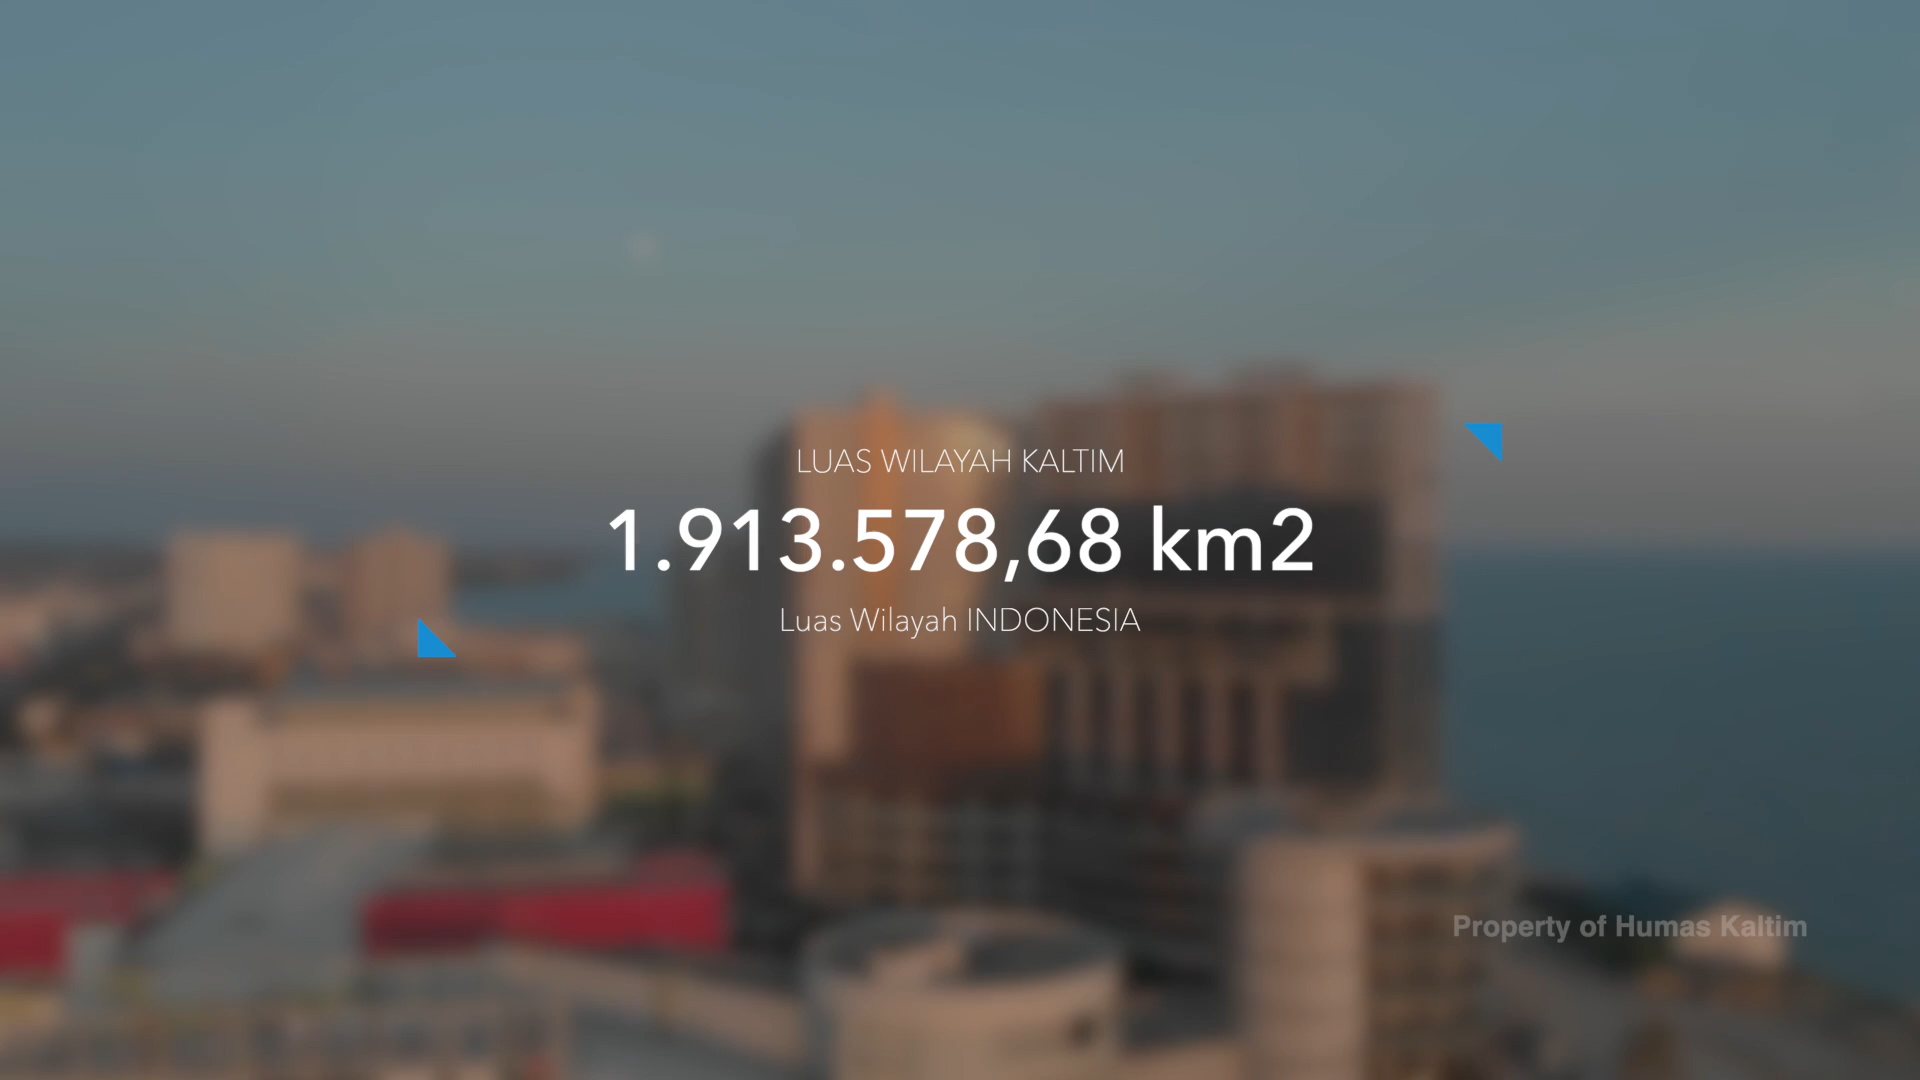 LUAS WILAYAH KALTIM
1.913.578,68 km2
Luas Wilayah INDONESIA
Property of Humas Kaltim